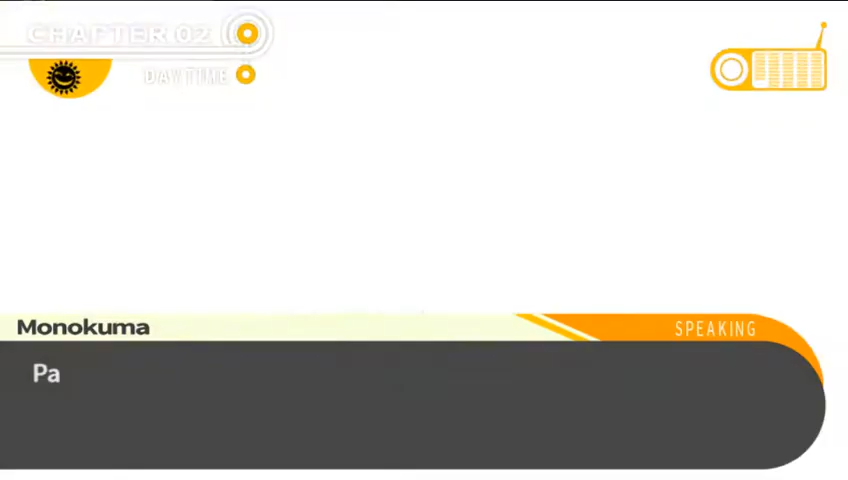 CHAPTER 02
DAYTIME
Monokuma
SPEAKING
Pa